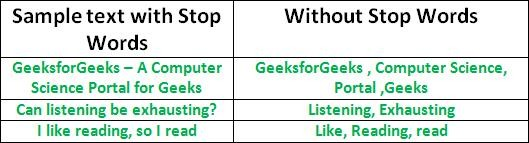 Sample text with Stop Words
Without Stop Words
GeeksforGeeks – A Computer Science Portal for Geeks
GeeksforGeeks , Computer Science, Portal ,Geeks
Can listening be exhausting?
Listening, Exhausting
I like reading, so I read
Like, Reading, read